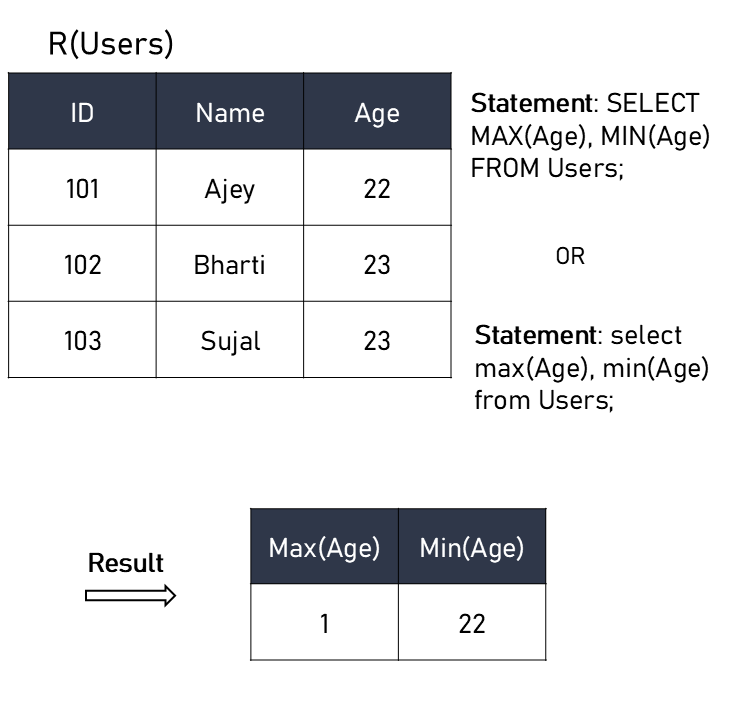 R(Users)
ID Name Age
101 Ajey 22
102 Bharti 23
103 Sujal 23
Statement: SELECT
MAX(Age), MIN(Age)
FROM Users;
OR
Statement: select
max(Age), min(Age)
from Users;
Result
Max(Age) Min(Age)
1 22